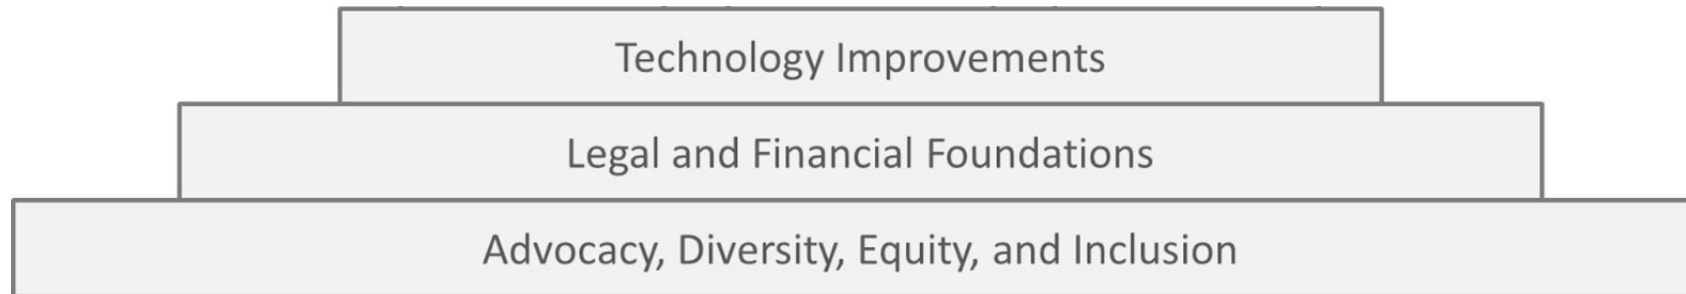 Technology Improvements
Legal and Financial Foundations
Advocacy, Diversity, Equity, and Inclusion